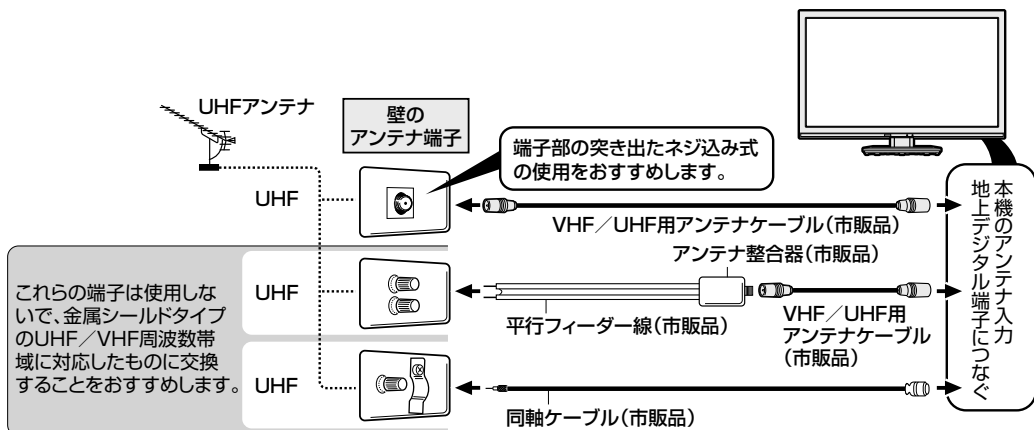 UHFアンテナ
壁の
アンテナ端子
端子部の突き出たネジ込み式
の使用をおすすめします。
UHF
VHF／UHF用アンテナケーブル（市販品）
アンテナ整合器（市販品）
これらの端子は使用しな
いで、金属シールドタイプ
のUHF／VHF周波数帯
域に対応したものに交換
することをおすすめします。
UHF
平行フィーダー線（市販品）
VHF／UHF用
アンテナケーブル
（市販品）
UHF
同軸ケーブル（市販品）
本機のアンテナ入力
地上デジタル端子につなぐ